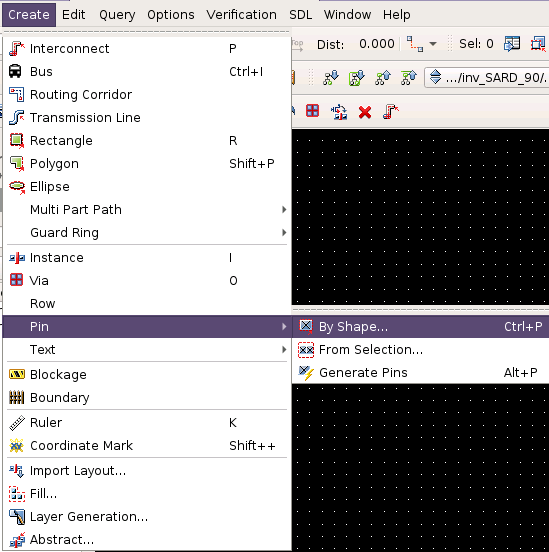 Create Edit Query Options Verification SDL Window Help
Dist: 0.000 Sel: 0
.../inv_SARD_90/..
Interconnect P
Bus Ctrl+I
Routing Corridor
Transmission Line
Rectangle R
Polygon Shift+P
Ellipse
Multi Part Path
Guard Ring
Instance I
Via O
Row
Pin
By Shape... Ctrl+P
Text
From Selection...
Generate Pins Alt+P
Blockage
Boundary
Ruler K
Coordinate Mark Shift++
Import Layout...
Fill...
Layer Generation...
Abstract...